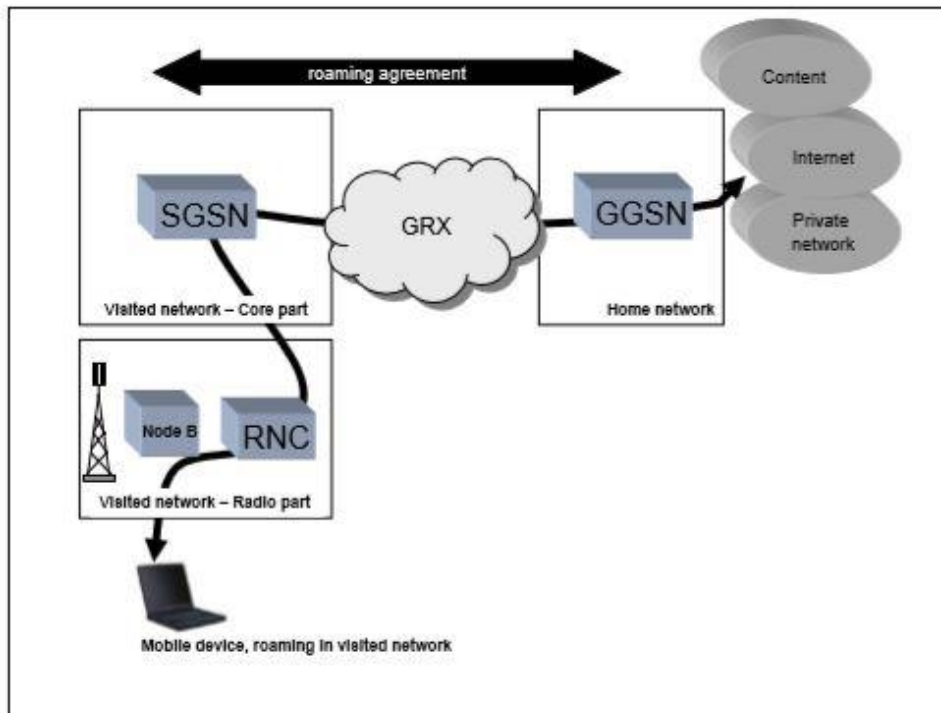 roaming agreement
Content
Internet
Private
network
SGSN
GRX
GGSN
Visited network – Core part
Home network
Node B
RNC
Visited network – Radio part
Mobile device, roaming in visited network